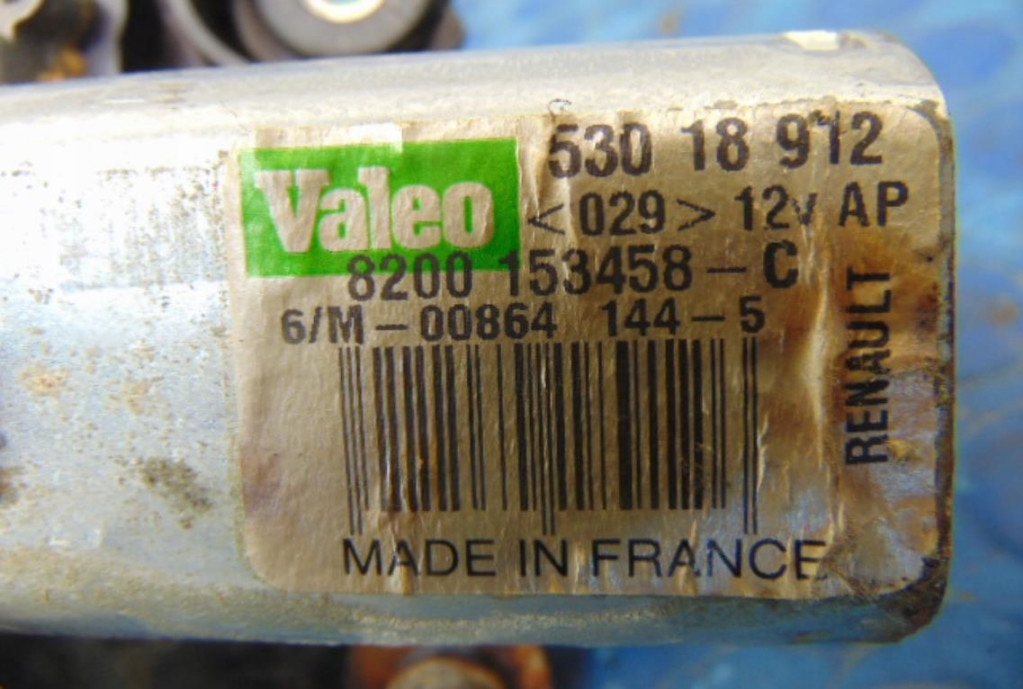 Valeo
530 18 912
<029> 12v AP
8200 153458-C
6/M-00864 144-5
MADE IN FRANCE
RENAULT